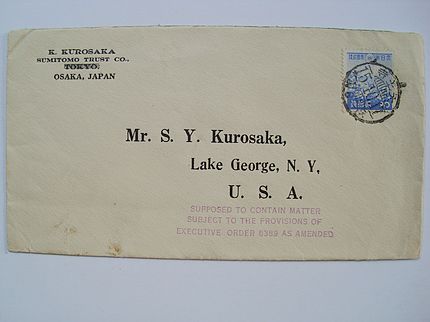 K. KUROSAKA
SUMITOMO TRUST CO.,
TOKYO.
OSAKA, JAPAN
Mr. S. Y. Kurosaka,
Lake George, N. Y,
U. S. A.
SUPPOSED TO CONTAIN MATTER
SUBJECT TO THE PROVISIONS OF
EXECUTIVE ORDER 8389 AS AMENDED